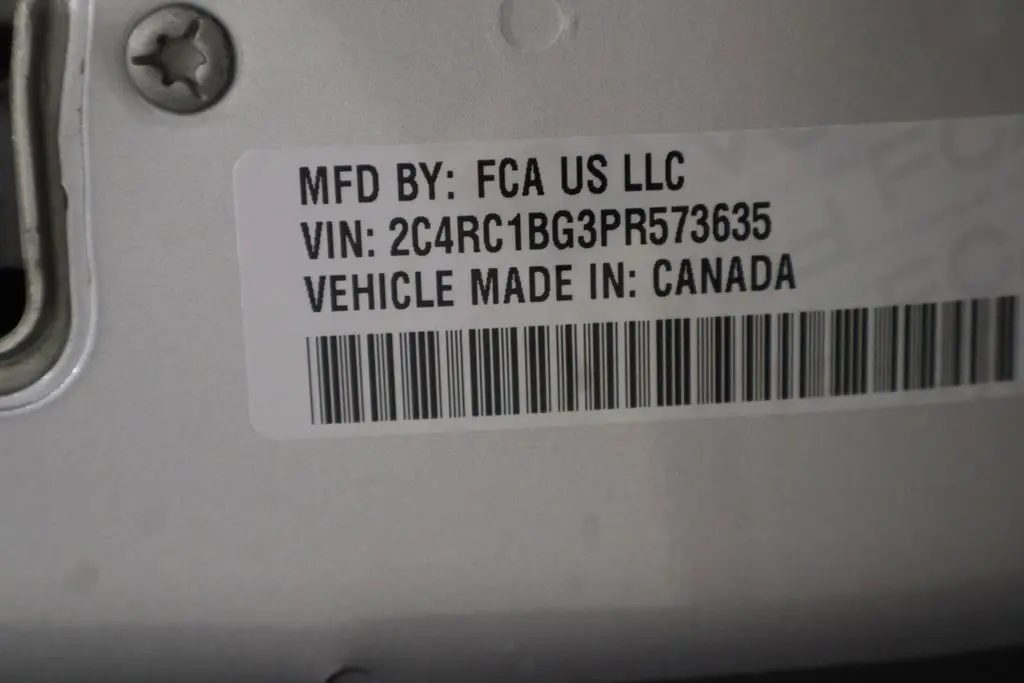 MFD BY: FCA US LLC
VIN: 2C4RC1BG3PR573635
VEHICLE MADE IN: CANADA